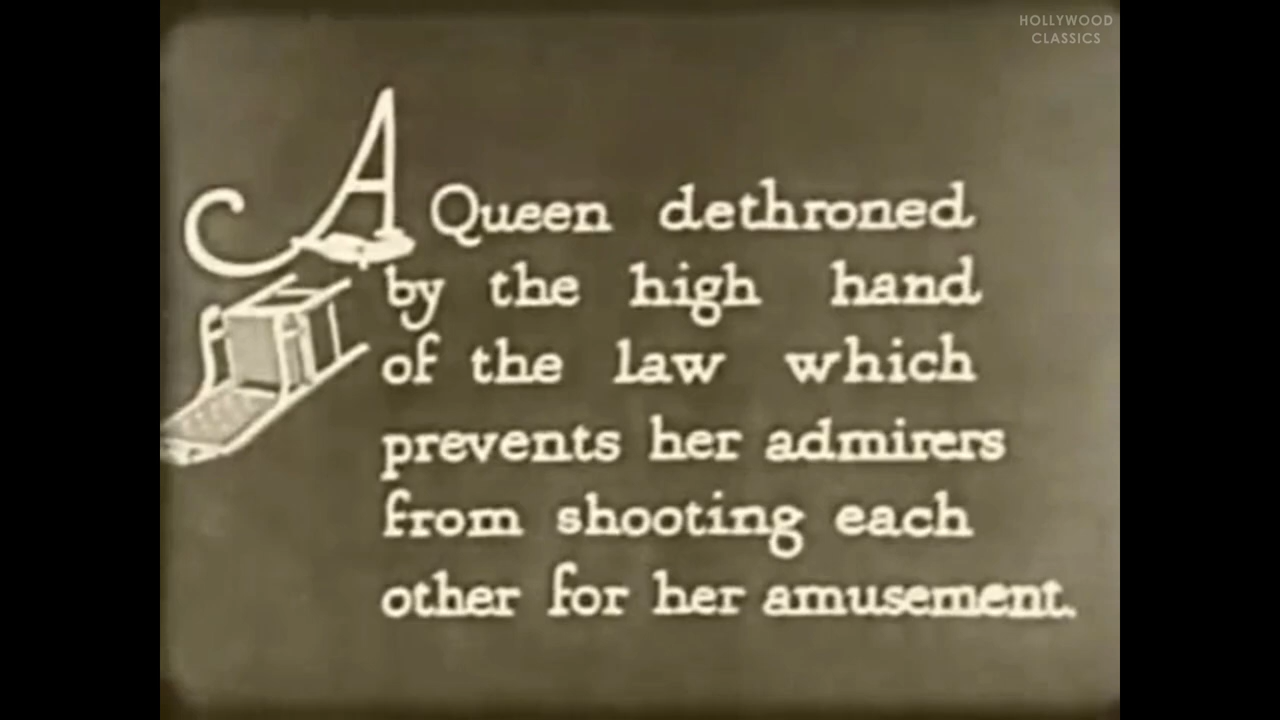 HOLLYWOOD
CLASSICS
A Queen dethroned
by the high hand
of the law which
prevents her admirers
from shooting each
other for her amusement.